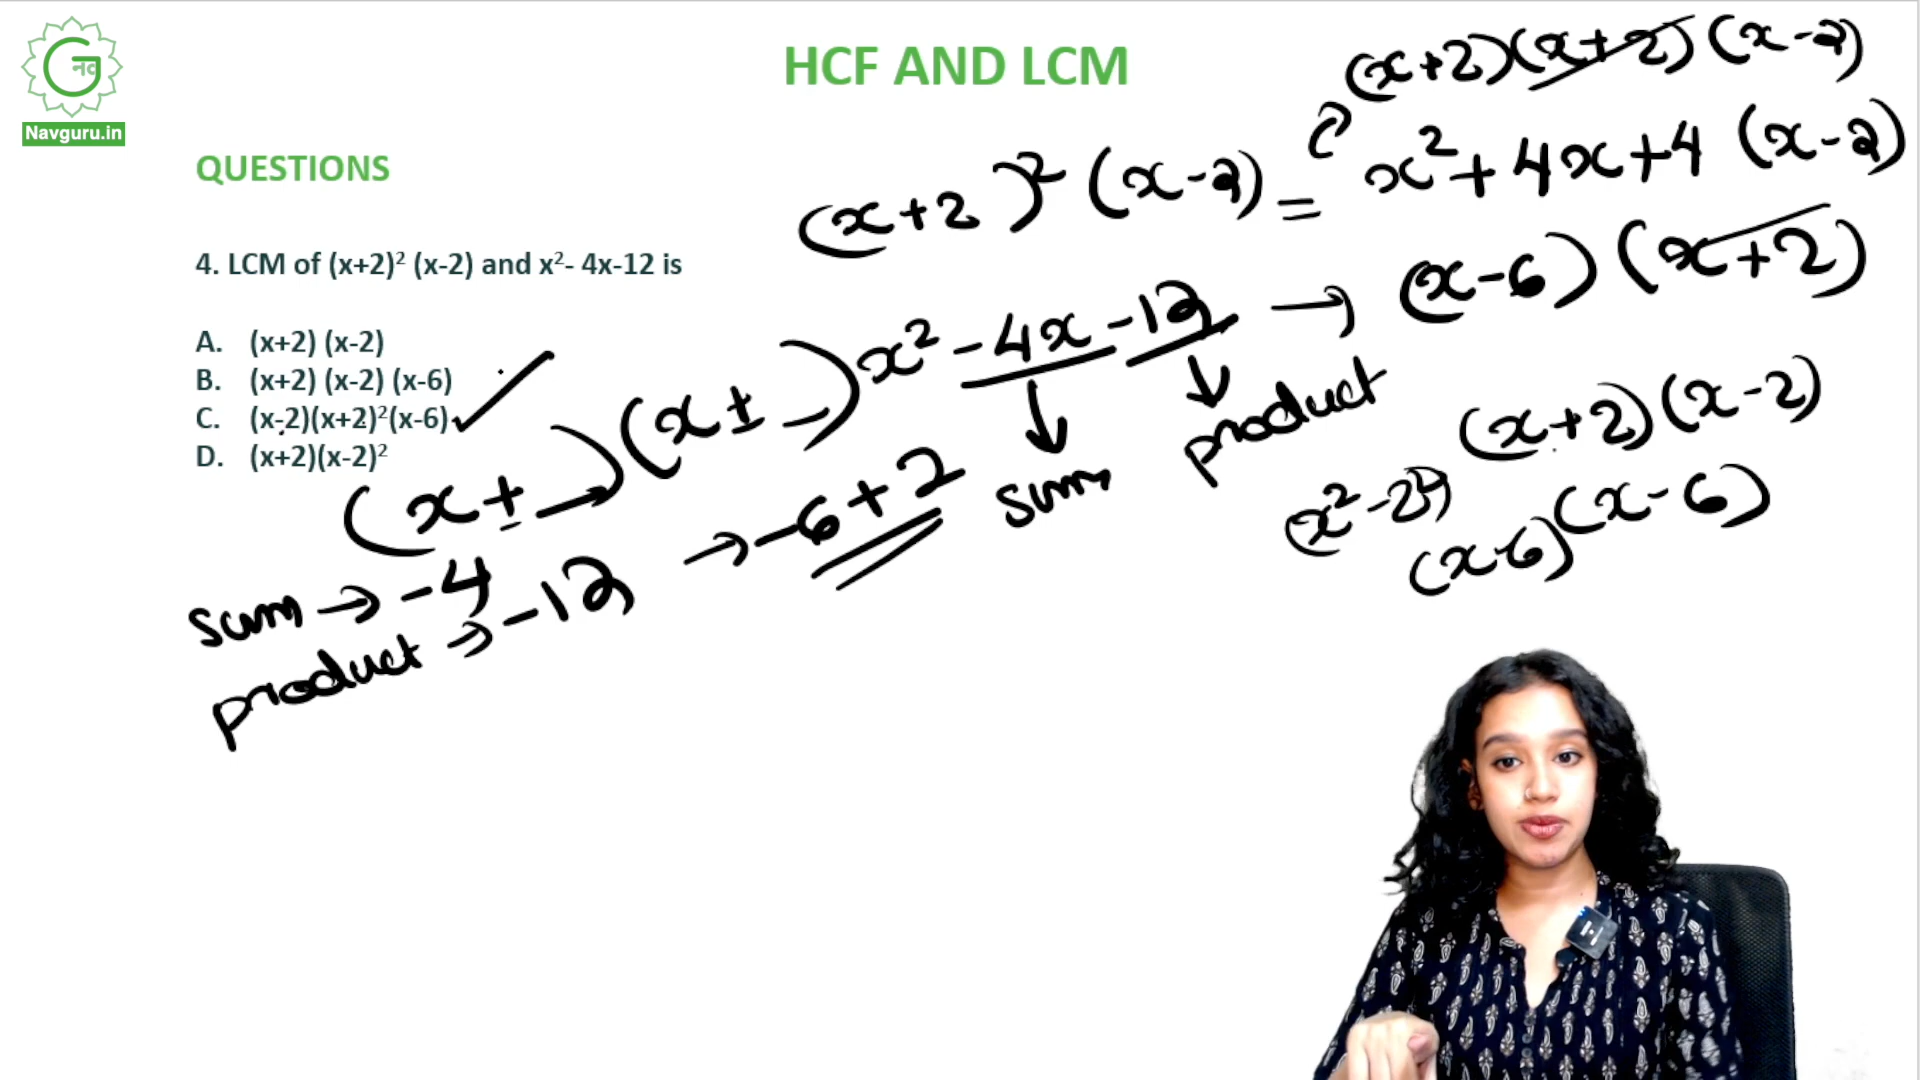 नव
Navguru.in
HCF AND LCM
QUESTIONS
4. LCM of (x+2)² (x-2) and x²- 4x-12 is
A. (x+2) (x-2)
B. (x+2) (x-2) (x-6)
C. (x-2)(x+2)²(x-6)
D. (x+2)(x-2)²
(x+2)(x+2)(x-2)
(x+2)²(x-2) = x²+4x+4 (x-2)
x²-4x-12 → (x-6)(x+2)
(x± )(x± )
sum
product
(x+2)(x-2)
(x-6)
(x-6)
sum → -4
product → -12 → -6+2